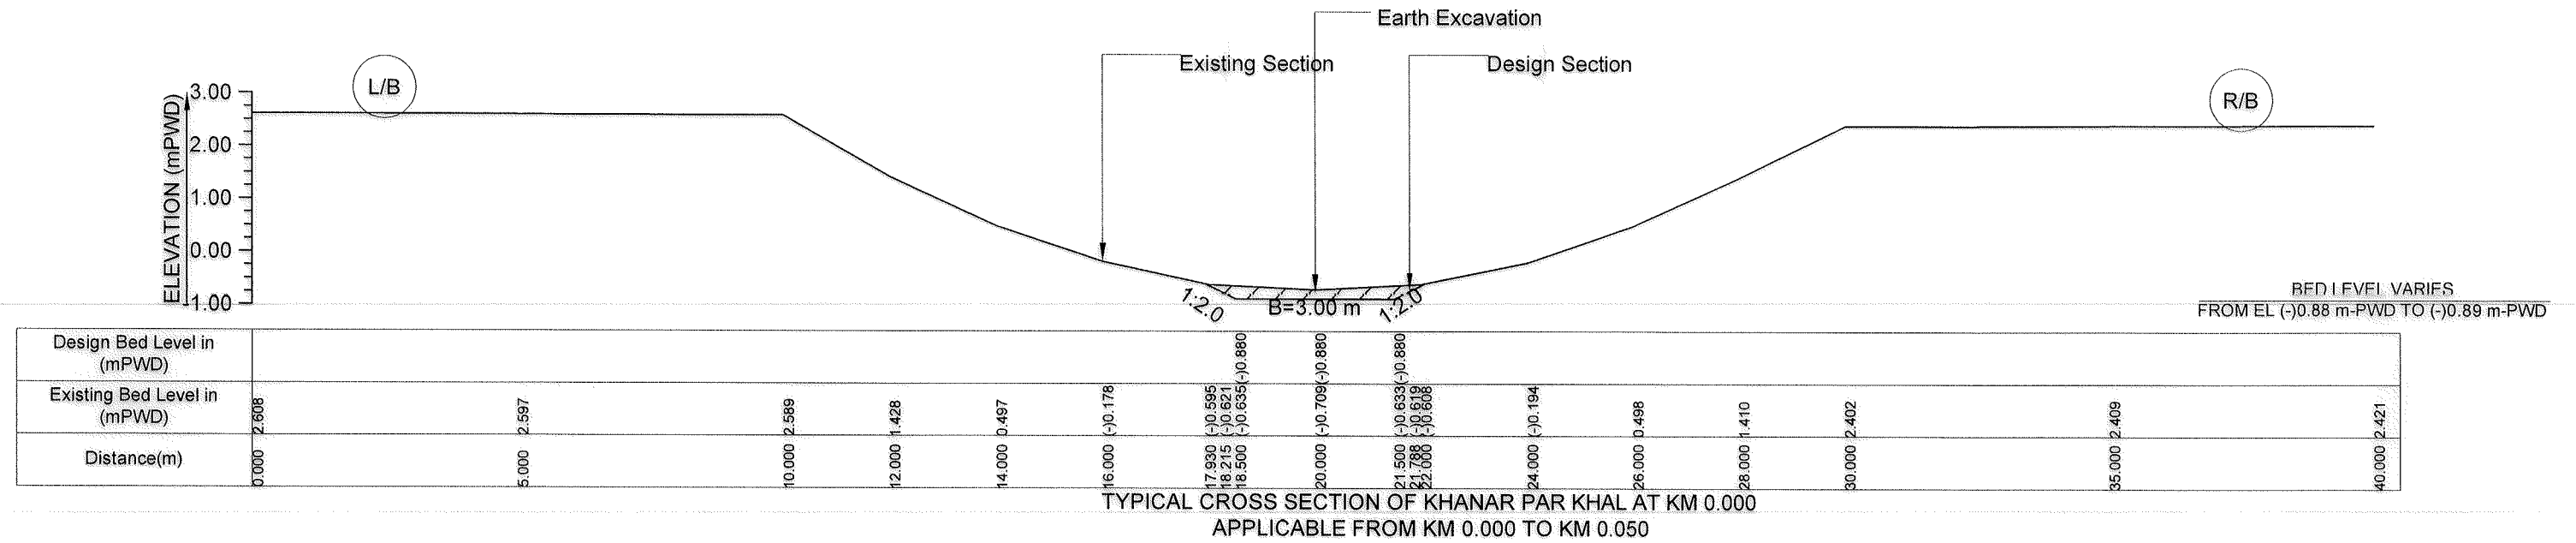 Earth Excavation
Existing Section
Design Section
L/B
R/B
ELEVATION (mPWD)
3.00
2.00
1.00
0.00
-1.00
1:2.0
B=3.00 m
1:2.0
BED LEVEL VARIES
FROM EL (-)0.88 m-PWD TO (-)0.89 m-PWD
Design Bed Level in
(mPWD)
(-)0.880 (-)0.880 (-)0.880
Existing Bed Level in
(mPWD)
2.608 2.597 2.589 1.428 0.497 (-)0.178 (-)0.595 (-)0.621 (-)0.635 (-)0.709 (-)0.633 (-)0.619 (-)0.608 (-)0.194 0.498 1.410 2.402 2.409 2.421
Distance(m)
0.000 5.000 10.000 12.000 14.000 16.000 17.930 18.215 18.500 20.000 21.500 21.788 22.000 24.000 26.000 28.000 30.000 35.000 40.000
TYPICAL CROSS SECTION OF KHANAR PAR KHAL AT KM 0.000
APPLICABLE FROM KM 0.000 TO KM 0.050